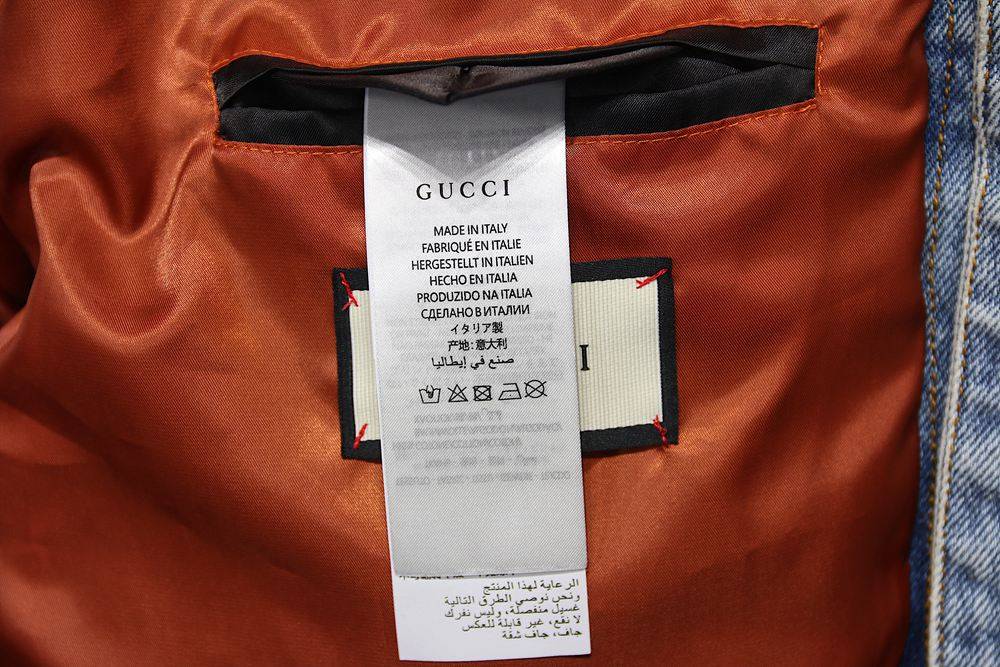 GUCCI
MADE IN ITALY
FABRIQUÉ EN ITALIE
HERGESTELLT IN ITALIEN
HECHO EN ITALIA
PRODUZIDO NA ITALIA
СДЕЛАНО В ИТАЛИИ
イタリア製
产地:意大利
صنع في إيطاليا
I
الرعاية لهذا المنتج
ونحن نوصي الطرق التالية
غسيل منفصلة، وليس نفرك
لا نقع، غير قابلة للعكس
جاف، جاف شقة